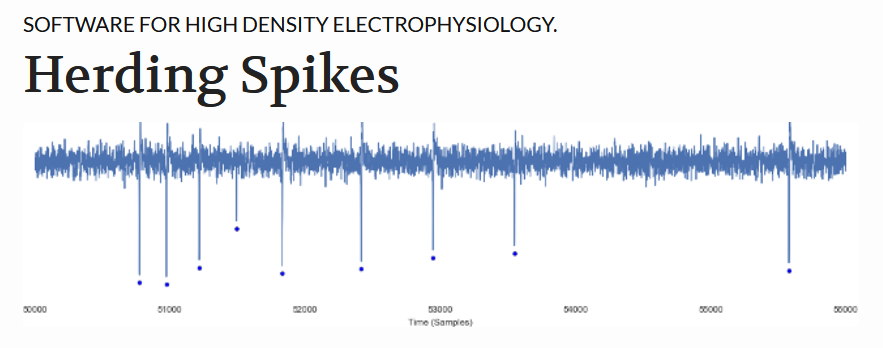 SOFTWARE FOR HIGH DENSITY ELECTROPHYSIOLOGY.
Herding Spikes
50000 51000 52000 53000 54000 55000 56000
Time (Samples)